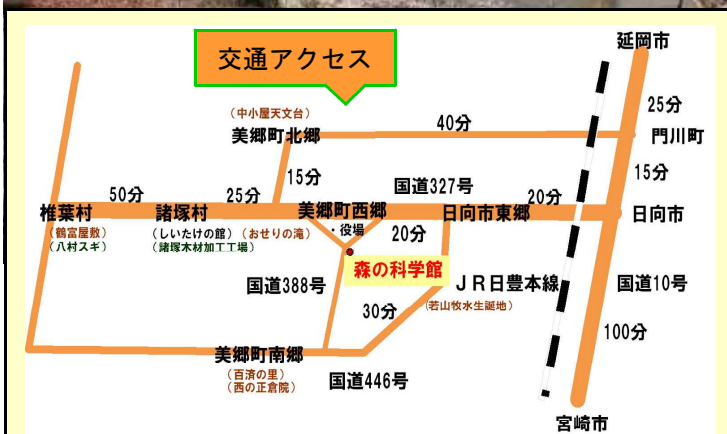 交通アクセス
延岡市
25分
(中小屋天文台)
美郷町北郷
40分
門川町
15分
15分
国道327号
50分
25分
20分
椎葉村
諸塚村
美郷町西郷
日向市東郷
日向市
(鶴富屋敷)
(八村スギ)
(しいたけの館)
(おせりの滝)
(諸塚木材加工工場)
・役場
20分
森の科学館
国道388号
JR日豊本線
国道10号
30分
(若山牧水生誕地)
100分
美郷町南郷
(百済の里)
(西の正倉院)
国道446号
宮崎市